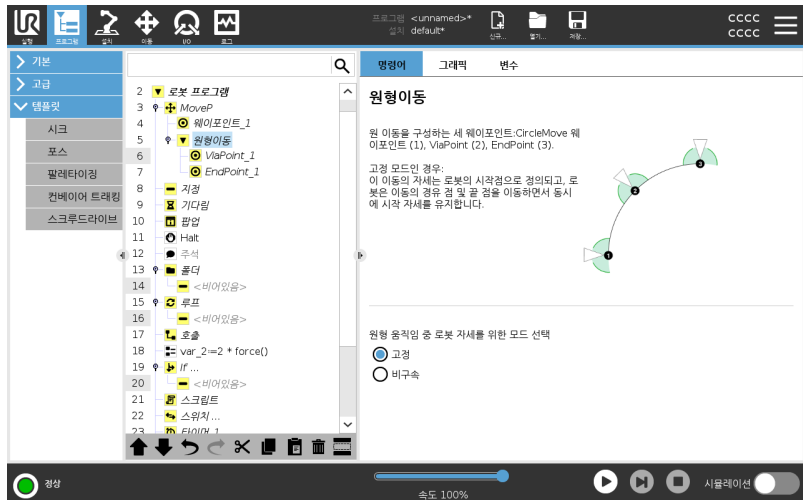 UR
실행
프로그램
설치
이동
I/O
로그
프로그램 <unnamed>*
설치 default*
신규...
열기...
저장...
cccc
cccc
기본
고급
템플릿
시크
포스
팔레타이징
컨베이어 트래킹
스크루드라이브
2 로봇 프로그램
3 MoveP
4 웨이포인트_1
5 원형이동
6 ViaPoint_1
7 EndPoint_1
8 지정
9 기다림
10 팝업
11 Halt
12 주석
13 폴더
14 <비어있음>
15 루프
16 <비어있음>
17 호출
18 var_2:=2 * force()
19 If ...
20 <비어있음>
21 스크립트
22 스위치 ...
23 타이머_1
명령어
그래픽
변수
원형이동
원 이동을 구성하는 세 웨이포인트:CircleMove 웨
이포인트 (1), ViaPoint (2), EndPoint (3).
고정 모드인 경우:
이 이동의 자세는 로봇의 시작점으로 정의되고, 로
봇은 이동의 경우 점 및 끝 점을 이동하면서 동시
에 시작 자세를 유지합니다.
1
2
3
원형 움직임 중 로봇 자세를 위한 모드 선택
고정
비구속
정상
속도 100%
시뮬레이션